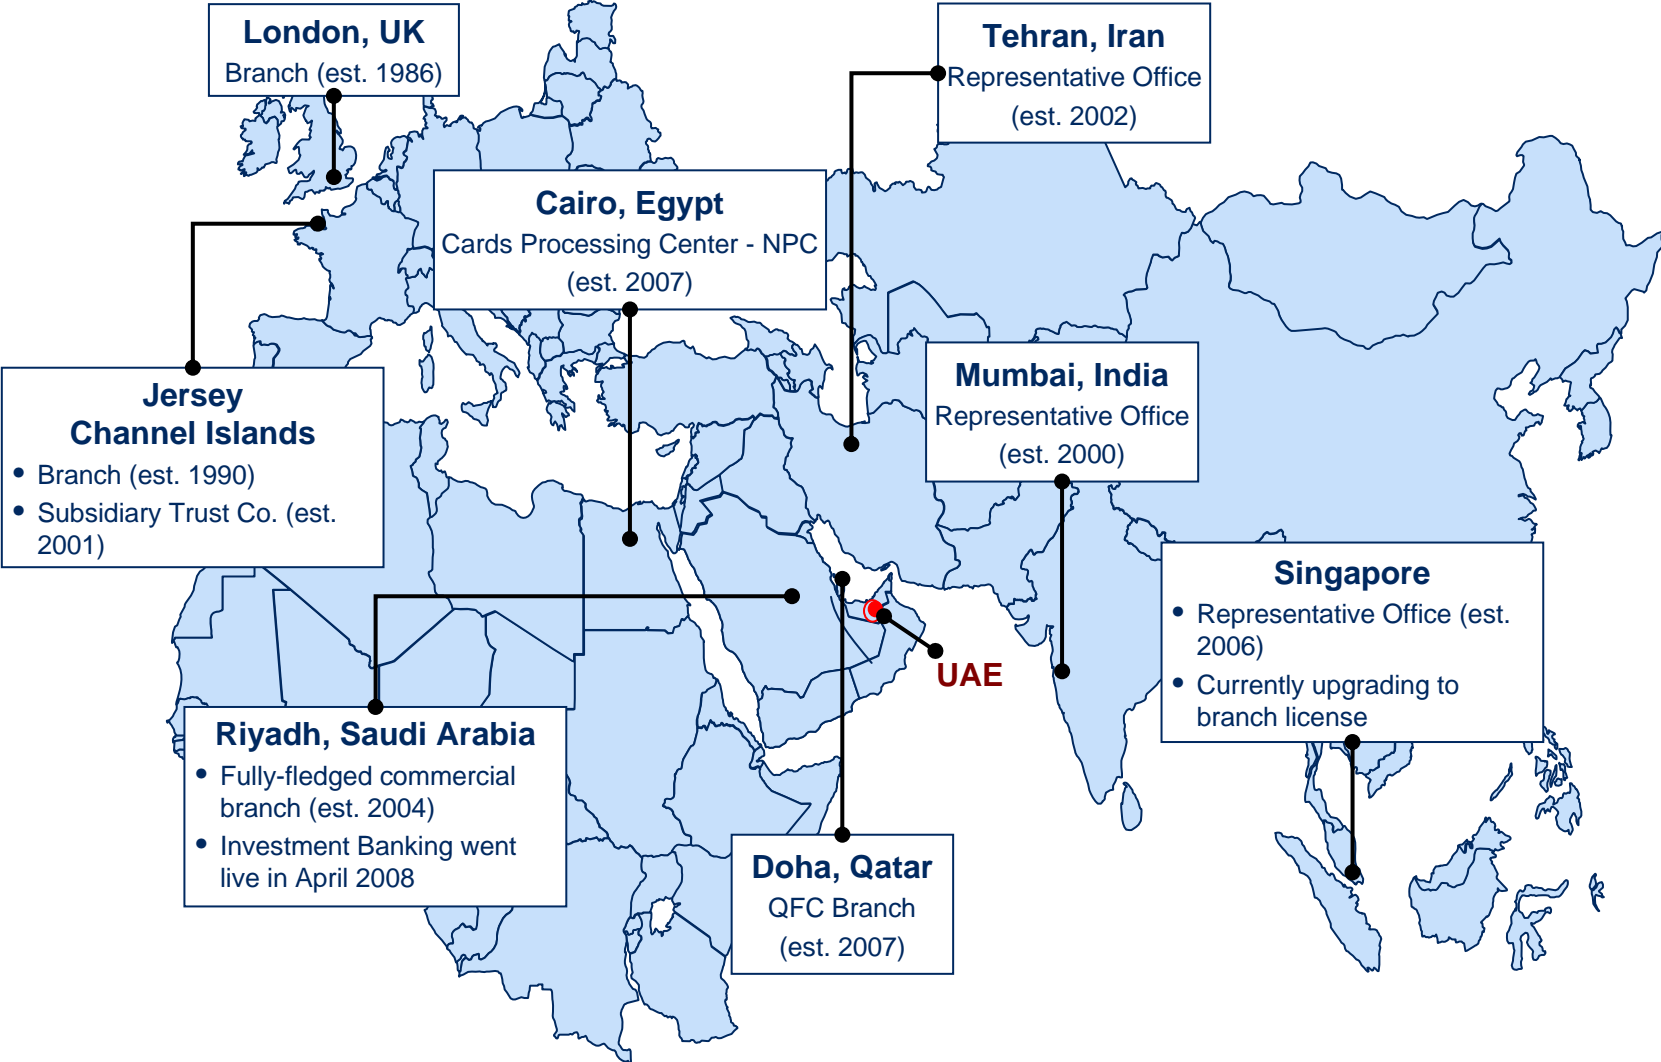 London, UK
Branch (est. 1986)
Tehran, Iran
Representative Office
(est. 2002)
Cairo, Egypt
Cards Processing Center - NPC
(est. 2007)
Mumbai, India
Representative Office
(est. 2000)
Jersey
Channel Islands
• Branch (est. 1990)
• Subsidiary Trust Co. (est.
2001)
Singapore
• Representative Office (est.
2006)
• Currently upgrading to
branch license
UAE
Riyadh, Saudi Arabia
• Fully-fledged commercial
branch (est. 2004)
• Investment Banking went
live in April 2008
Doha, Qatar
QFC Branch
(est. 2007)